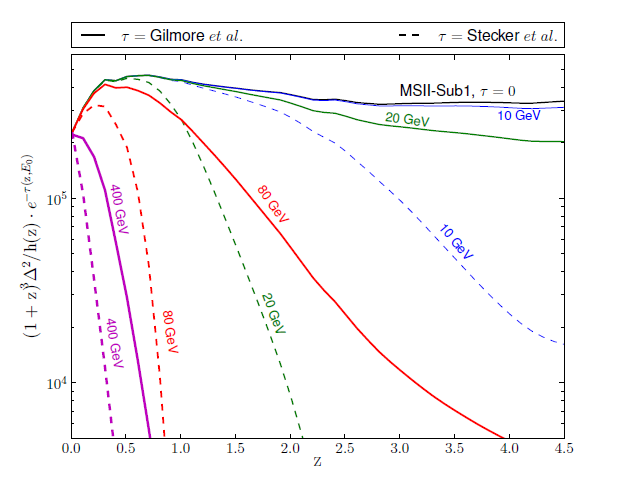 τ = Gilmore et al.
τ = Stecker et al.
MSII-Sub1, τ = 0
10 GeV
20 GeV
400 GeV
80 GeV
10 GeV
20 GeV
80 GeV
400 GeV
(1 + z)³ Δ²/h(z) · e^{-τ(z,E₀)}
10⁵
10⁴
0.0 0.5 1.0 1.5 2.0 2.5 3.0 3.5 4.0 4.5
z